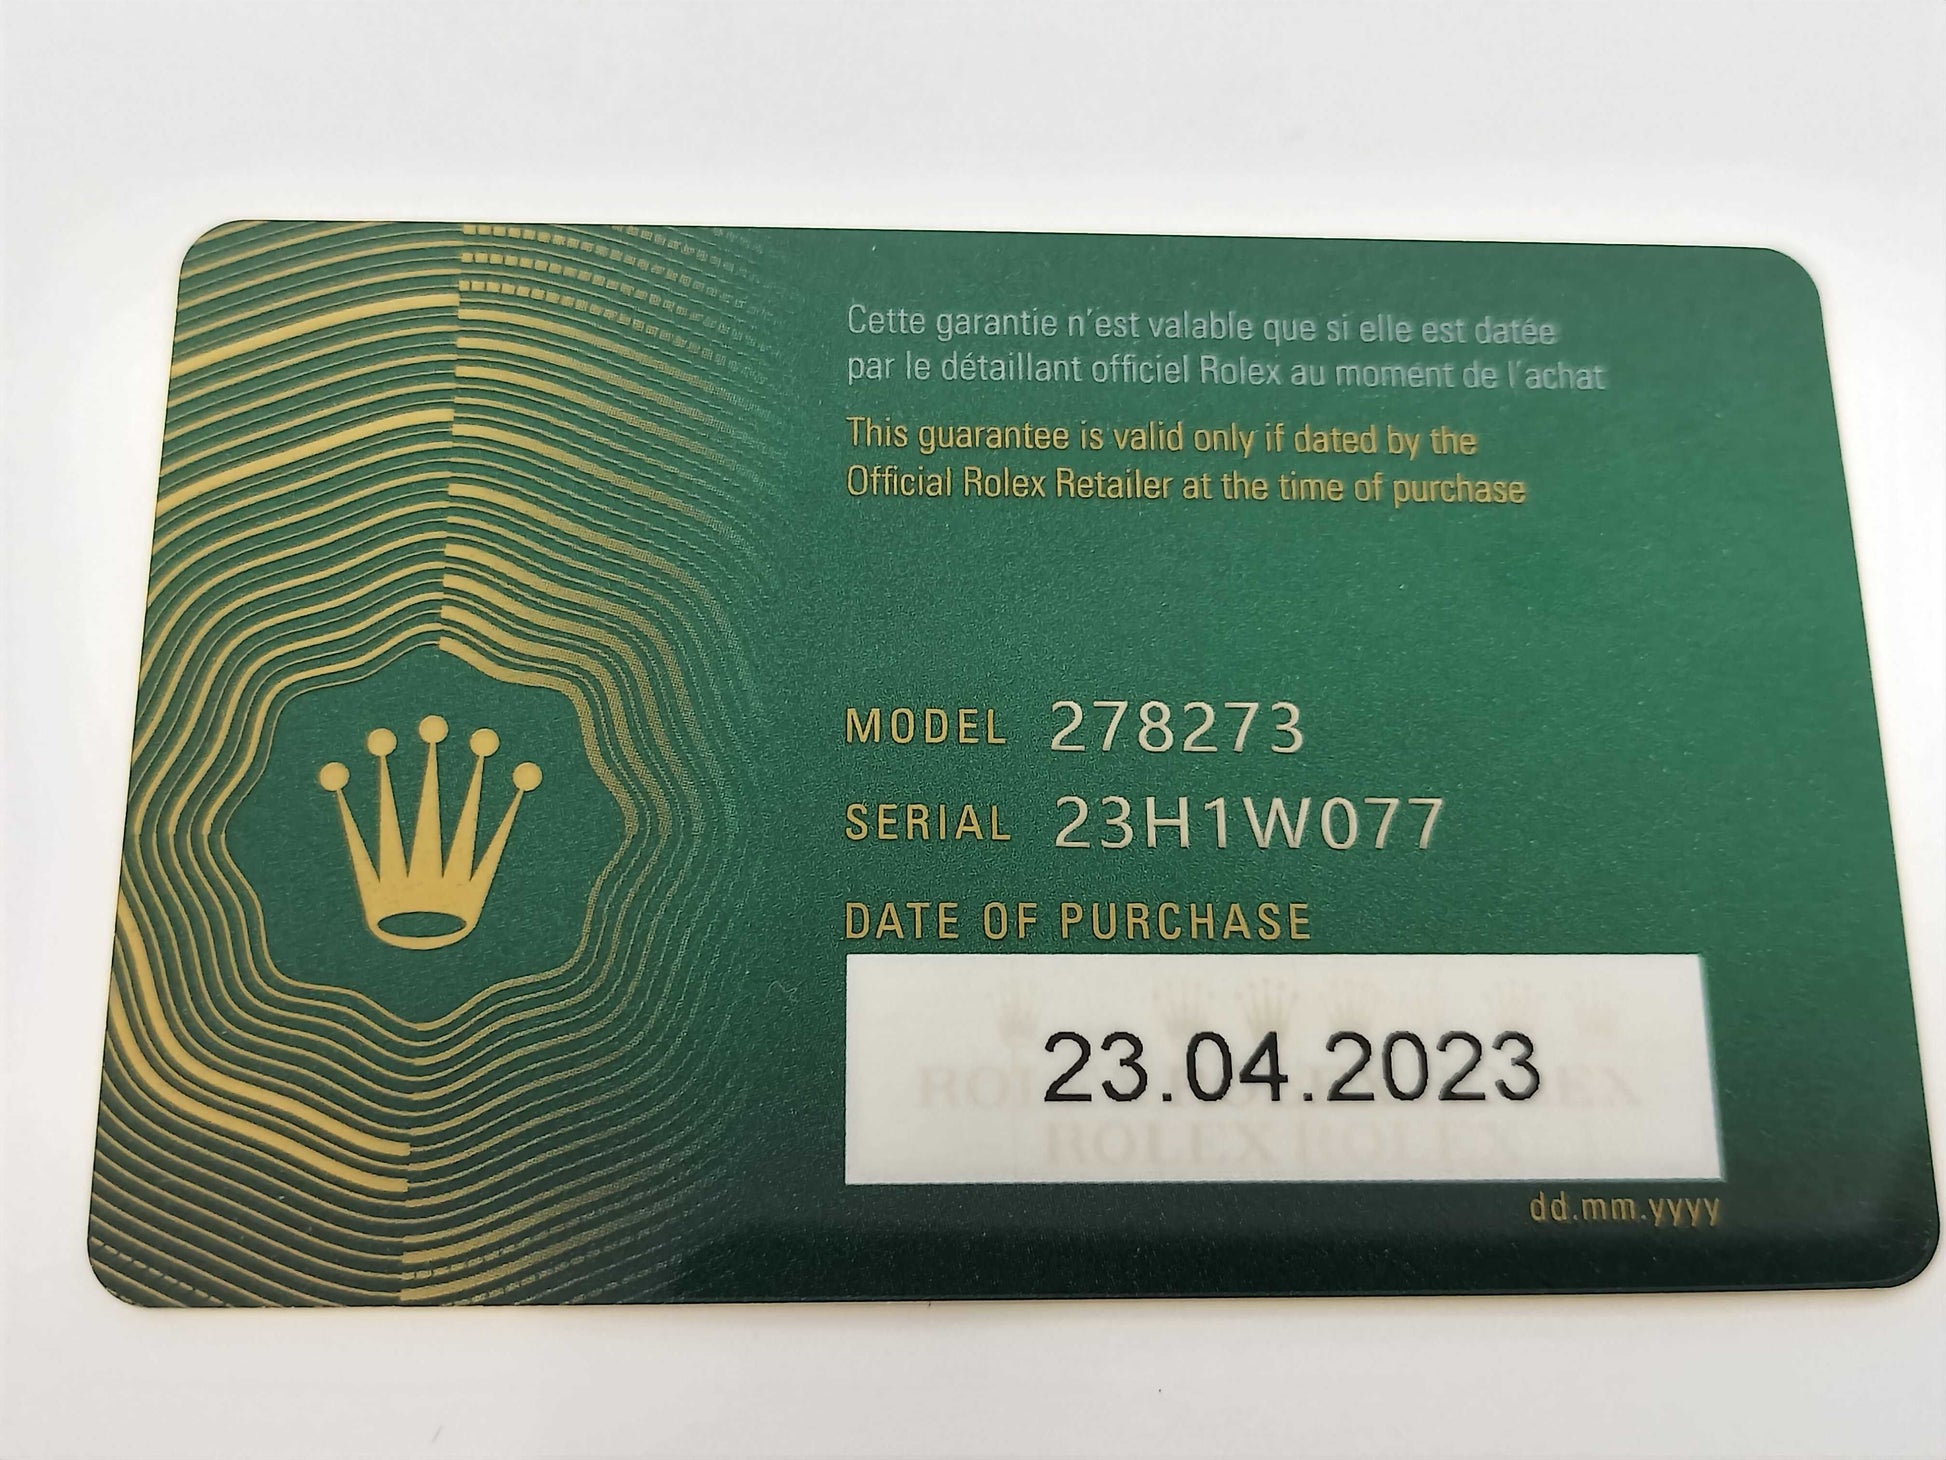 Cette garantie n'est valable que si elle est datée
par le détaillant officiel Rolex au moment de l'achat
This guarantee is valid only if dated by the
Official Rolex Retailer at the time of purchase
MODEL 278273
SERIAL 23H1W077
DATE OF PURCHASE
23.04.2023
ROLEX ROLEX
dd.mm.yyyy